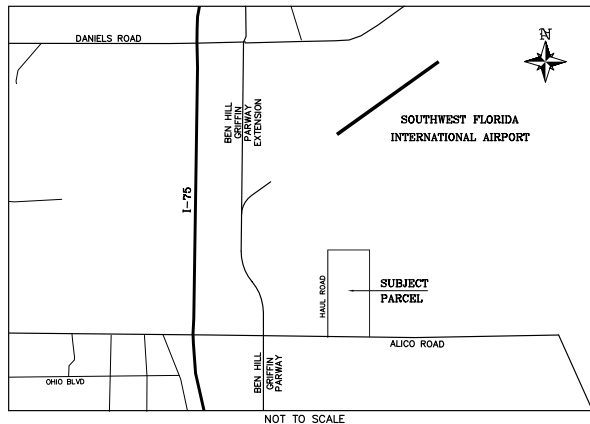 DANIELS ROAD
N
BEN HILL
GRIFFIN
PARWAY
EXTENSION
SOUTHWEST FLORIDA
INTERNATIONAL AIRPORT
I-75
HAUL ROAD
SUBJECT
PARCEL
ALICO ROAD
OHIO BLVD
BEN HILL
GRIFFIN
PARWAY
NOT TO SCALE